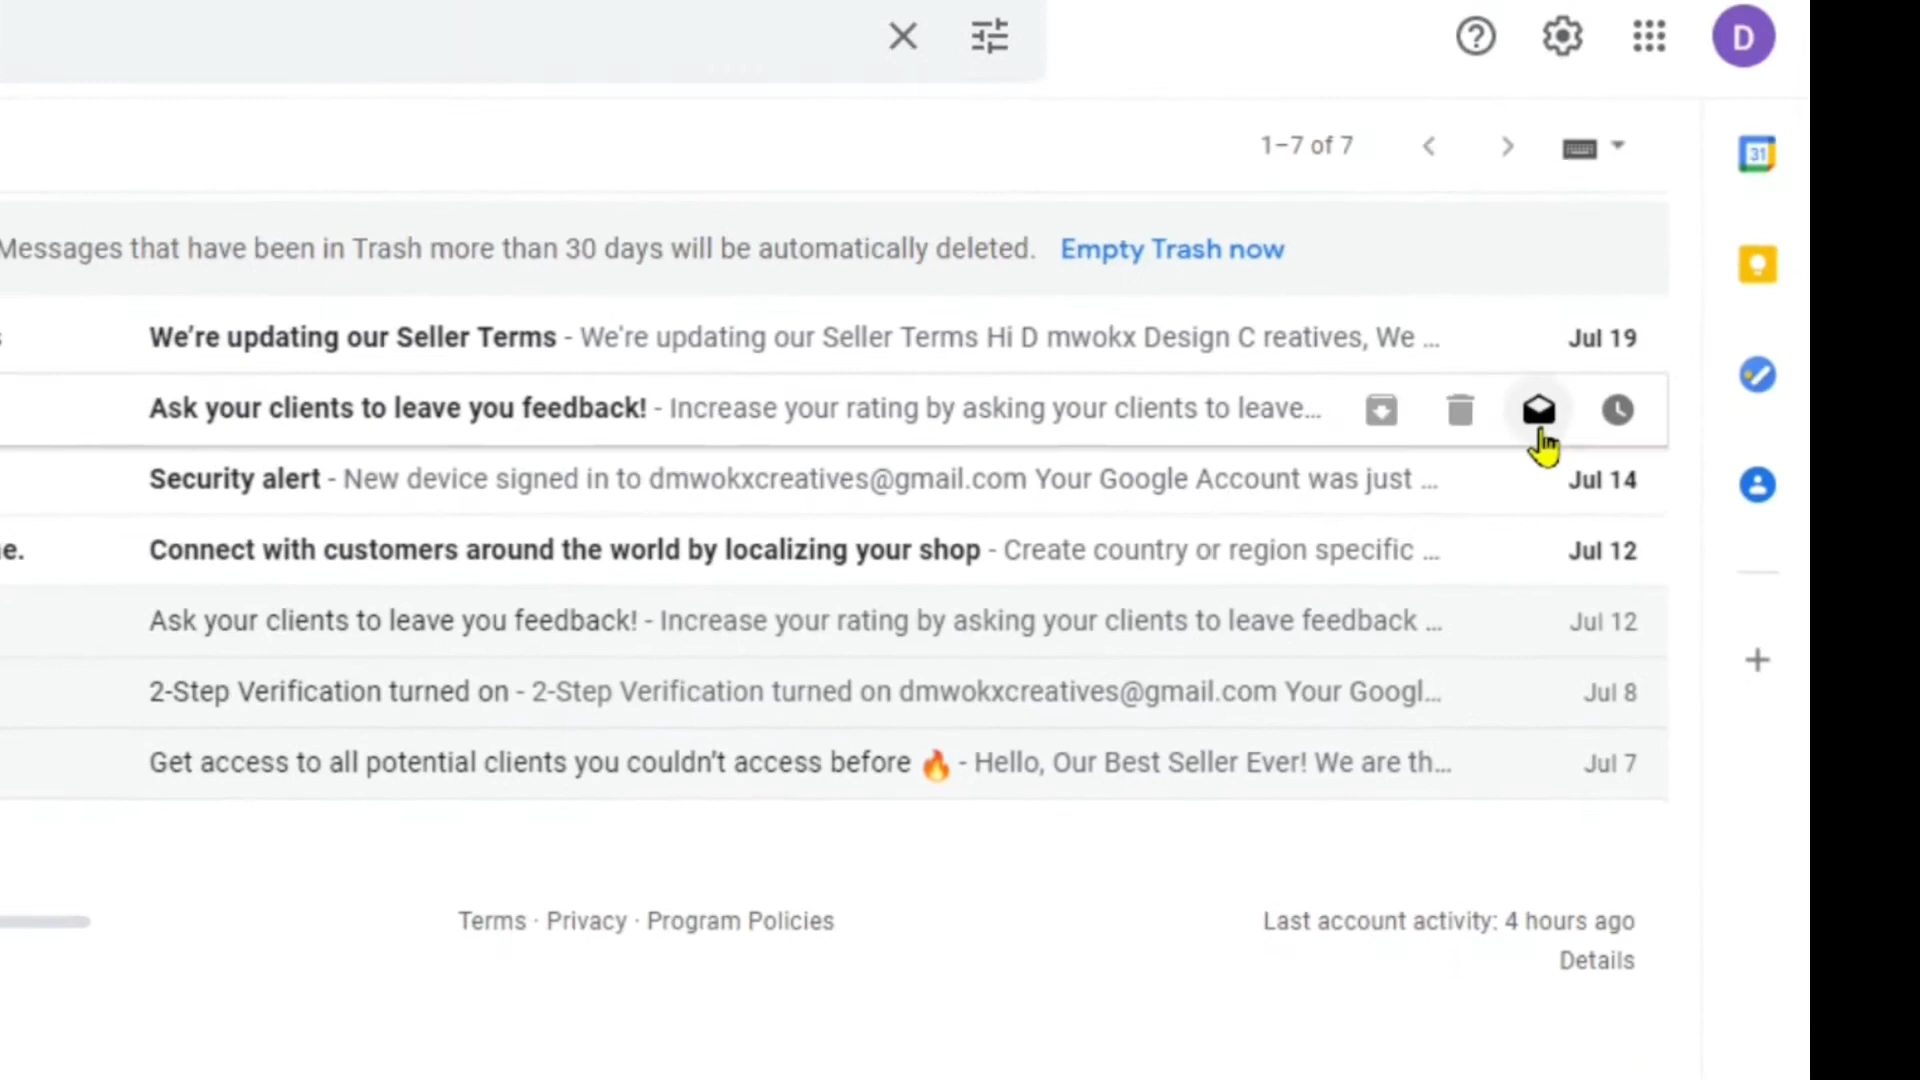 D
1–7 of 7
31
Messages that have been in Trash more than 30 days will be automatically deleted. Empty Trash now
s We're updating our Seller Terms - We're updating our Seller Terms Hi D mwokx Design C reatives, We ... Jul 19
Ask your clients to leave you feedback! - Increase your rating by asking your clients to leave...
Security alert - New device signed in to dmwokxcreatives@gmail.com Your Google Account was just ... Jul 14
e. Connect with customers around the world by localizing your shop - Create country or region specific ... Jul 12
Ask your clients to leave you feedback! - Increase your rating by asking your clients to leave feedback ... Jul 12
2-Step Verification turned on - 2-Step Verification turned on dmwokxcreatives@gmail.com Your Googl... Jul 8
Get access to all potential clients you couldn't access before 🔥 - Hello, Our Best Seller Ever! We are th... Jul 7
Terms · Privacy · Program Policies
Last account activity: 4 hours ago
Details